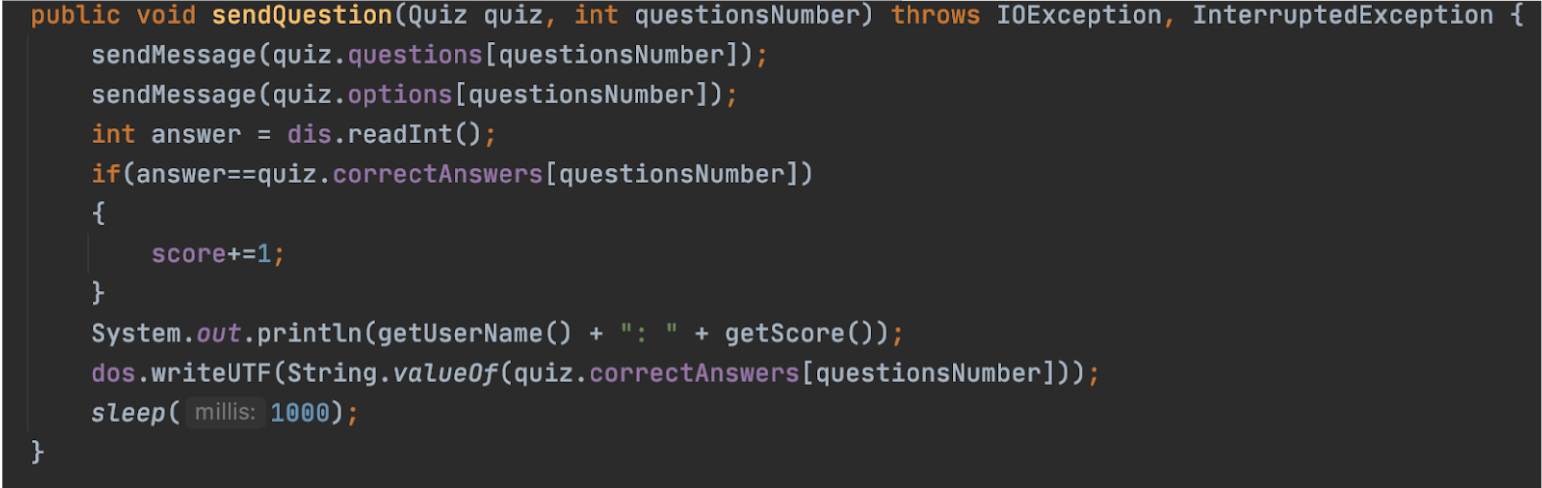 public void sendQuestion(Quiz quiz, int questionsNumber) throws IOException, InterruptedException {
sendMessage(quiz.questions[questionsNumber]);
sendMessage(quiz.options[questionsNumber]);
int answer = dis.readInt();
if(answer==quiz.correctAnswers[questionsNumber])
{
score+=1;
}
System.out.println(getUserName() + ": " + getScore());
dos.writeUTF(String.valueOf(quiz.correctAnswers[questionsNumber]));
sleep( millis: 1000);
}